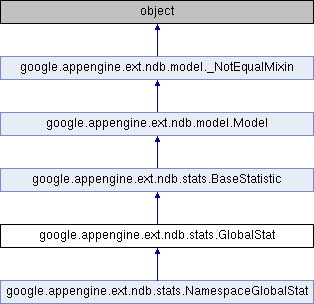 object
google.appengine.ext.ndb.model._NotEqualMixin
google.appengine.ext.ndb.model.Model
google.appengine.ext.ndb.stats.BaseStatistic
google.appengine.ext.ndb.stats.GlobalStat
google.appengine.ext.ndb.stats.NamespaceGlobalStat